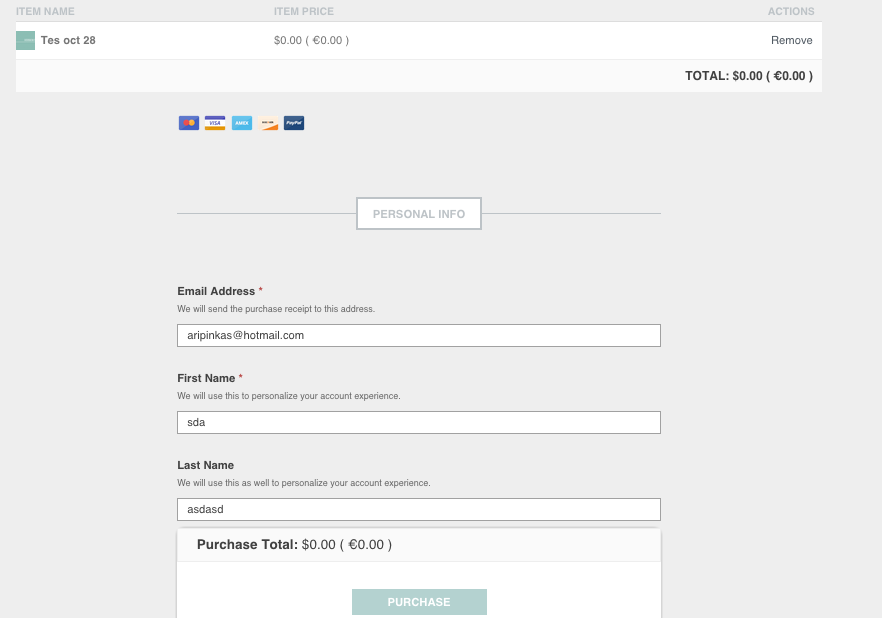 ITEM NAME ITEM PRICE ACTIONS
Tes oct 28 $0.00 ( €0.00 ) Remove
TOTAL: $0.00 ( €0.00 )
VISA AMEX PayPal
PERSONAL INFO
Email Address *
We will send the purchase receipt to this address.
aripinkas@hotmail.com
First Name *
We will use this to personalize your account experience.
sda
Last Name
We will use this as well to personalize your account experience.
asdasd
Purchase Total: $0.00 ( €0.00 )
PURCHASE